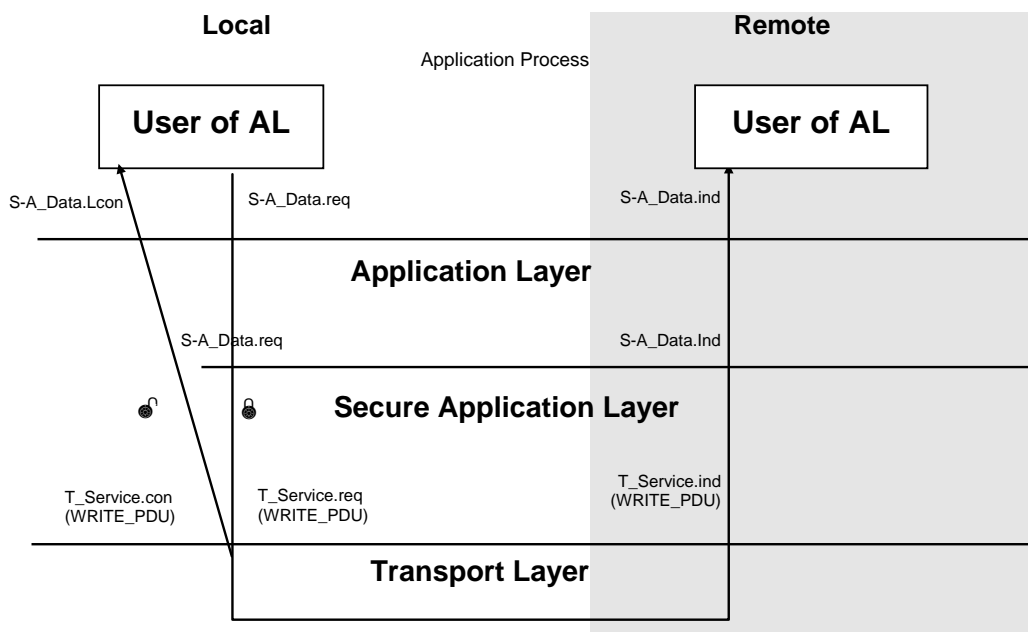 Local
Remote
Application Process
User of AL
User of AL
S-A_Data.Lcon
S-A_Data.req
S-A_Data.ind
Application Layer
S-A_Data.req
S-A_Data.Ind
Secure Application Layer
T_Service.con
(WRITE_PDU)
T_Service.req
(WRITE_PDU)
T_Service.ind
(WRITE_PDU)
Transport Layer